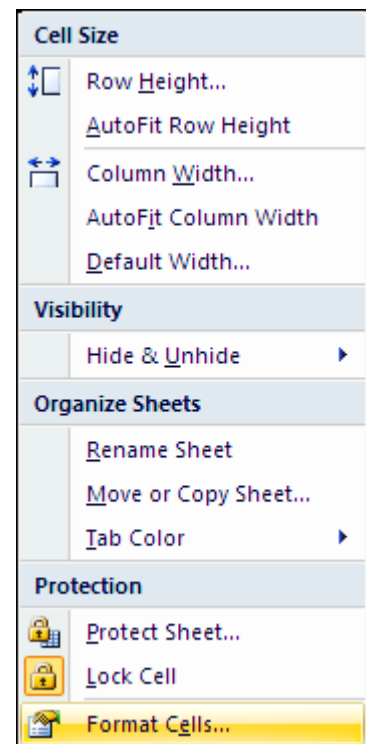 Cell Size
Row Height...
AutoFit Row Height
Column Width...
AutoFit Column Width
Default Width...
Visibility
Hide & Unhide
Organize Sheets
Rename Sheet
Move or Copy Sheet...
Tab Color
Protection
Protect Sheet...
Lock Cell
Format Cells...